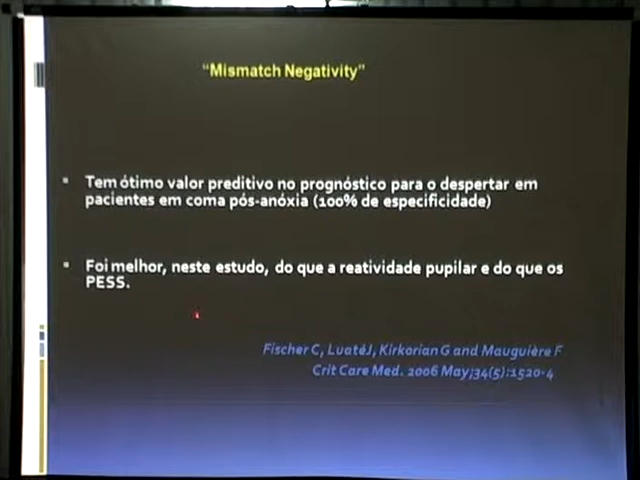 “Mismatch Negativity”
Tem ótimo valor preditivo no prognóstico para o despertar em
pacientes em coma pós-anóxia (100% de especificidade)
Foi melhor, neste estudo, do que a reatividade pupilar e do que os
PESS.
Fischer C, LuatéJ, Kirkorian G and Mauguière F
Crit Care Med. 2006 May;34(5):1520-4